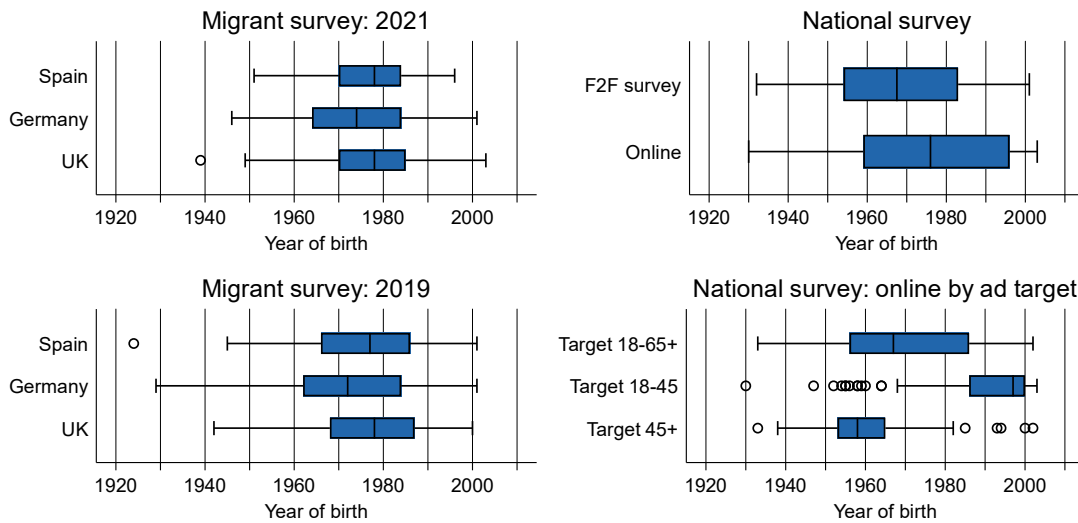 Migrant survey: 2021
Spain
Germany
UK
1920 1940 1960 1980 2000
Year of birth
National survey
F2F survey
Online
1920 1940 1960 1980 2000
Year of birth
Migrant survey: 2019
Spain
Germany
UK
1920 1940 1960 1980 2000
Year of birth
National survey: online by ad target
Target 18-65+
Target 18-45
Target 45+
1920 1940 1960 1980 2000
Year of birth